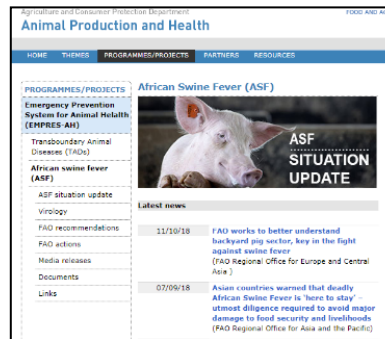 Agriculture and Consumer Protection Department
FOOD AND AG
Animal Production and Health
HOME THEMES PROGRAMMES/PROJECTS PARTNERS RESOURCES
PROGRAMMES/PROJECTS
Emergency Prevention
System for Animal Helalth
(EMPRES-AH)
Transboundary Animal
Diseases (TADs)
African swine fever
(ASF)
ASF situation update
Virology
FAO recommendations
FAO actions
Media releases
Documents
Links
African Swine Fever (ASF)
ASF
SITUATION
UPDATE
Latest news
11/10/18
FAO works to better understand
backyard pig sector, key in the fight
against swine fever
(FAO Regional Office for Europe and Central
Asia )
07/09/18
Asian countries warned that deadly
African Swine Fever is 'here to stay' –
utmost diligence required to avoid major
damage to food security and livelihoods
(FAO Regional Office for Asia and the Pacific)